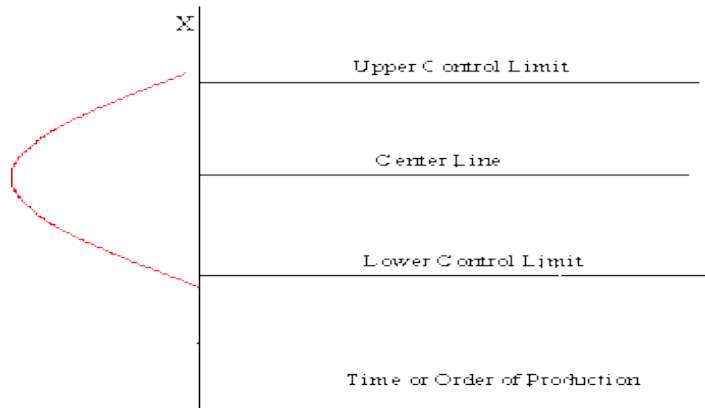 X
Upper Control Limit
Center Line
Lower Control Limit
Time or Order of Production